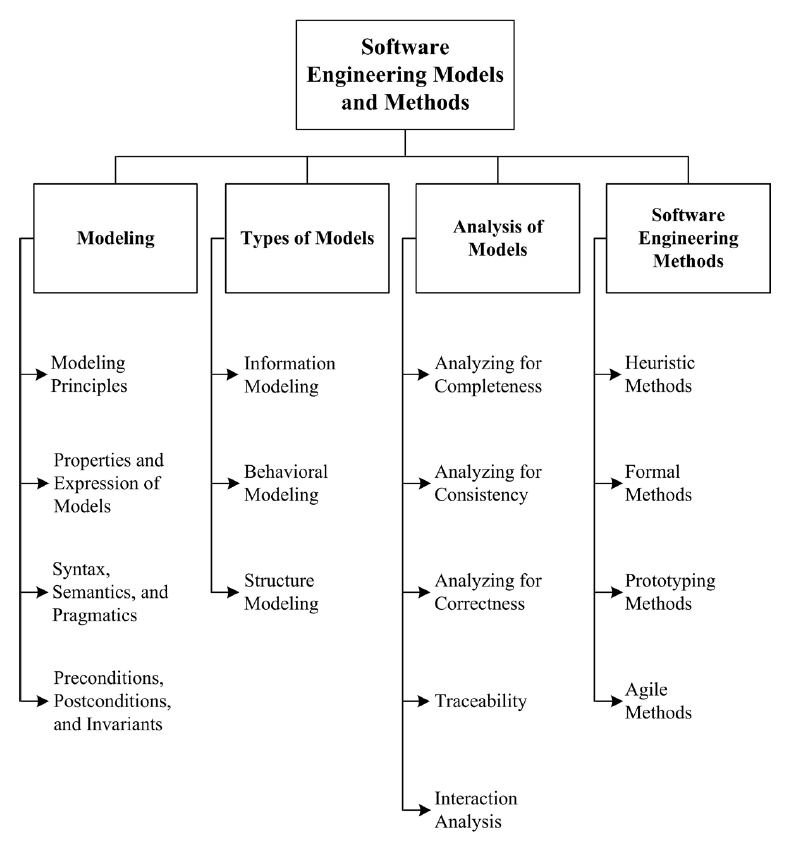 Software
Engineering Models
and Methods
Modeling
Types of Models
Analysis of
Models
Software
Engineering
Methods
Modeling
Principles
Properties and
Expression of
Models
Syntax,
Semantics, and
Pragmatics
Preconditions,
Postconditions,
and Invariants
Information
Modeling
Behavioral
Modeling
Structure
Modeling
Analyzing for
Completeness
Analyzing for
Consistency
Analyzing for
Correctness
Traceability
Interaction
Analysis
Heuristic
Methods
Formal
Methods
Prototyping
Methods
Agile
Methods